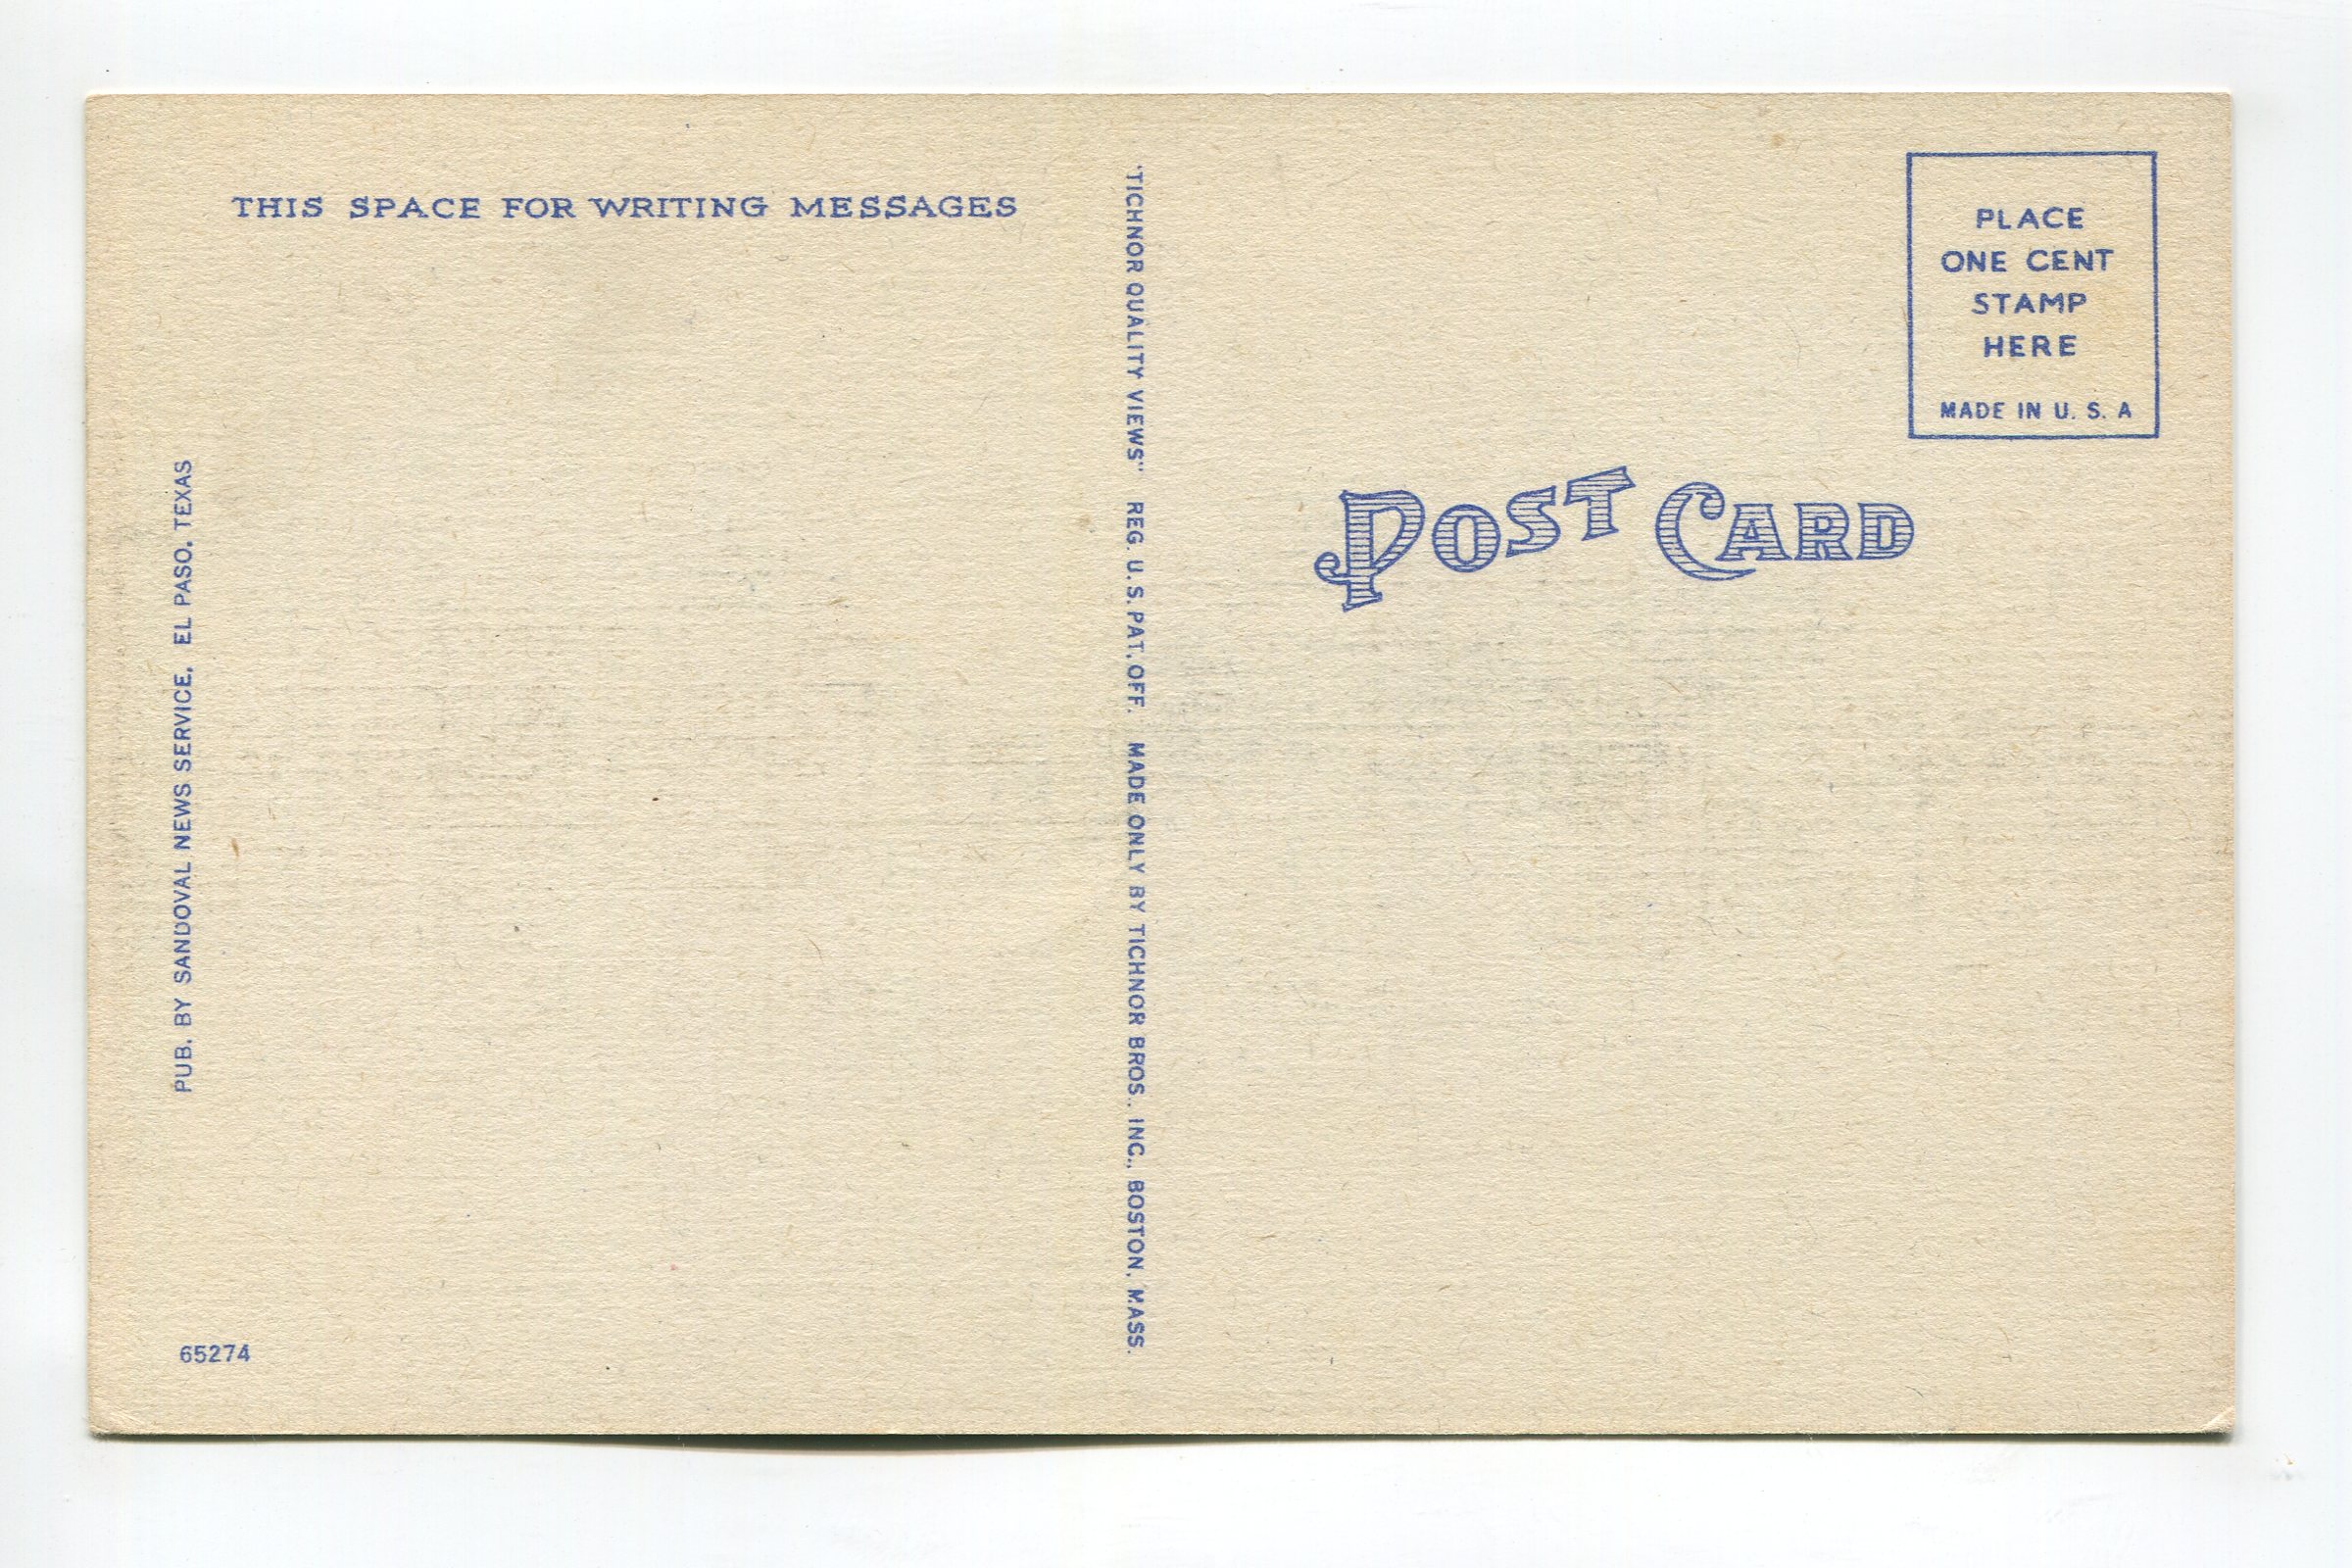 THIS SPACE FOR WRITING MESSAGES
PUB. BY SANDOVAL NEWS SERVICE, EL PASO, TEXAS
65274
"TICHNOR QUALITY VIEWS" REG. U.S. PAT. OFF. MADE ONLY BY TICHNOR BROS., INC., BOSTON, MASS.
PLACE
ONE CENT
STAMP
HERE
MADE IN U. S. A
POST CARD